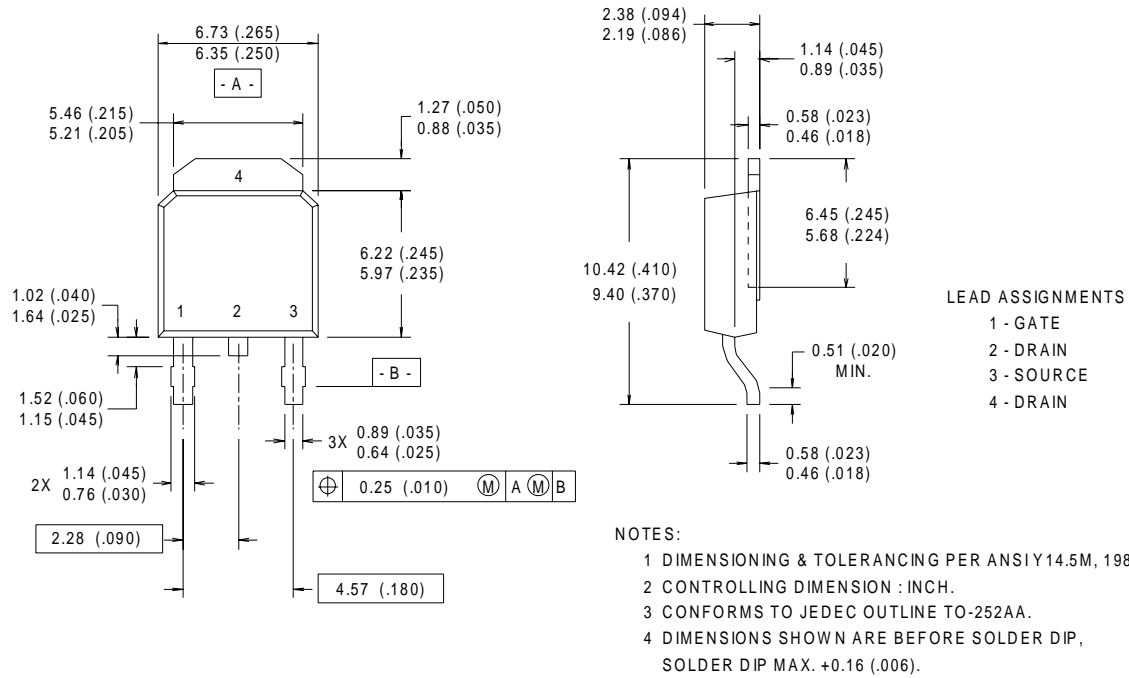 6.73 (.265)
6.35 (.250)
- A -
5.46 (.215)
5.21 (.205)
1.27 (.050)
0.88 (.035)
4
6.22 (.245)
5.97 (.235)
1.02 (.040)
1.64 (.025)
1 2 3
- B -
1.52 (.060)
1.15 (.045)
3X 0.89 (.035)
0.64 (.025)
2X 1.14 (.045)
0.76 (.030)
⌖ 0.25 (.010) Ⓜ A Ⓜ B
2.28 (.090)
4.57 (.180)
2.38 (.094)
2.19 (.086)
1.14 (.045)
0.89 (.035)
0.58 (.023)
0.46 (.018)
6.45 (.245)
5.68 (.224)
10.42 (.410)
9.40 (.370)
0.51 (.020)
MIN.
0.58 (.023)
0.46 (.018)
LEAD ASSIGNMENTS
1 - GATE
2 - DRAIN
3 - SOURCE
4 - DRAIN
NOTES:
1 DIMENSIONING & TOLERANCING PER ANSI Y14.5M, 198
2 CONTROLLING DIMENSION : INCH.
3 CONFORMS TO JEDEC OUTLINE TO-252AA.
4 DIMENSIONS SHOWN ARE BEFORE SOLDER DIP,
SOLDER DIP MAX. +0.16 (.006).